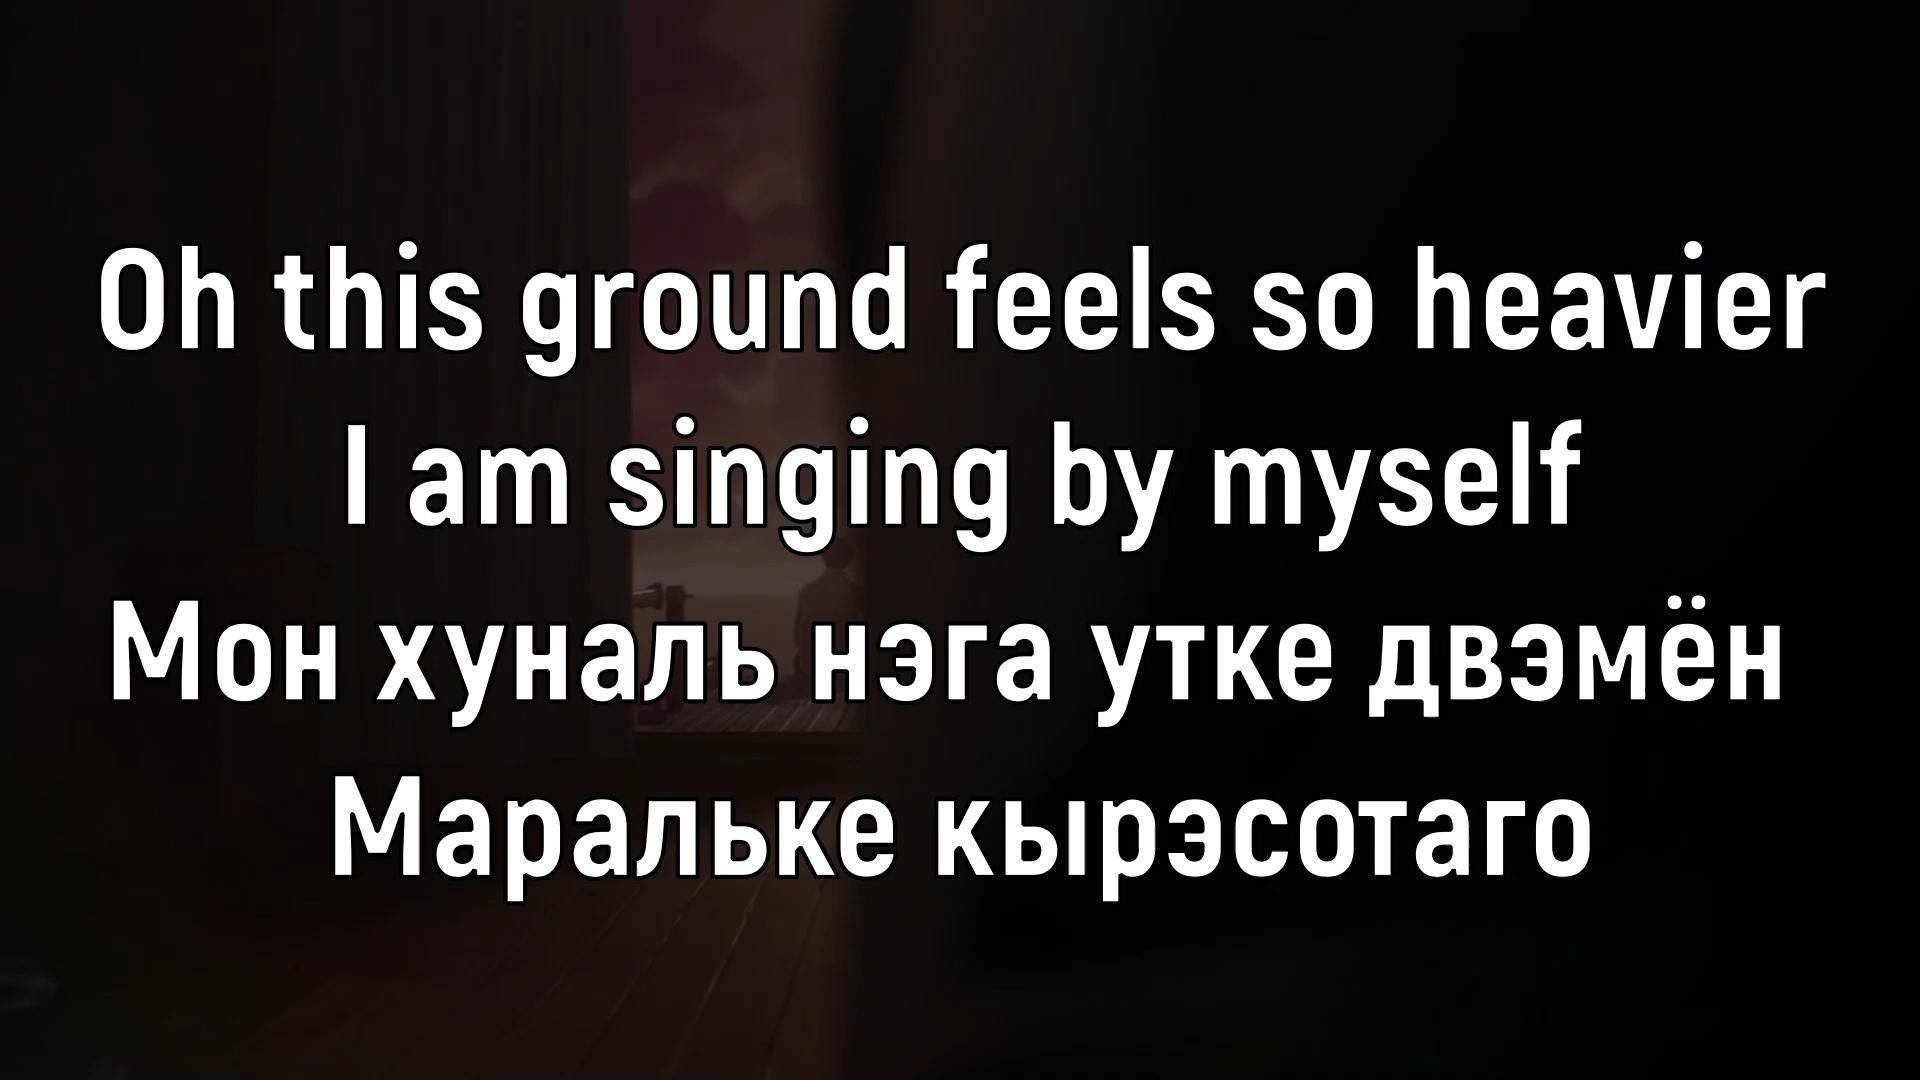 Oh this ground feels so heavier
I am singing by myself
Мон хуналь нэга утке двэмён
Маральке кырэсотаго